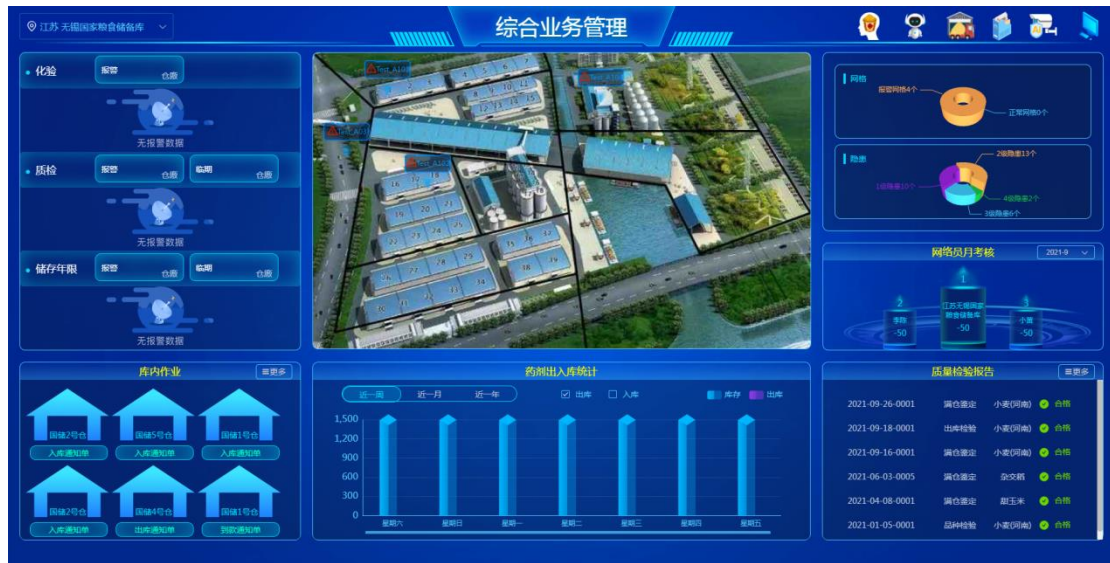 江苏 无锡国家粮食储备库
综合业务管理
化验
报警
仓廒
无报警数据
质检
报警
仓廒
临期
仓廒
无报警数据
储存年限
报警
仓廒
临期
仓廒
无报警数据
网格
报警网格4个
正常网格0个
隐患
2级隐患13个
1级隐患10个
4级隐患2个
3级隐患6个
网络员月考核
2021-9
1
江苏无锡国家
粮食储备库
-50
2
-50
3
-50
库内作业
更多
国储2号仓
国储5号仓
国储1号仓
入库通知单
入库通知单
入库通知单
国储2号仓
国储4号仓
国储1号仓
入库通知单
出库通知单
到款通知单
药剂出入库统计
近一周
近一月
近一年
出库
入库
库存
出库
1,500
1,200
900
600
300
0
星期六
星期日
星期一
星期二
星期三
星期四
星期五
质量检验报告
更多
2021-09-26-0001 满仓鉴定 小麦(河南) 合格
2021-09-18-0001 出库检验 小麦(河南) 合格
2021-09-16-0001 满仓鉴定 小麦(河南) 合格
2021-06-03-0005 满仓鉴定 杂交稻 合格
2021-04-08-0001 满仓鉴定 甜玉米 合格
2021-01-05-0001 品种检验 小麦(河南) 合格